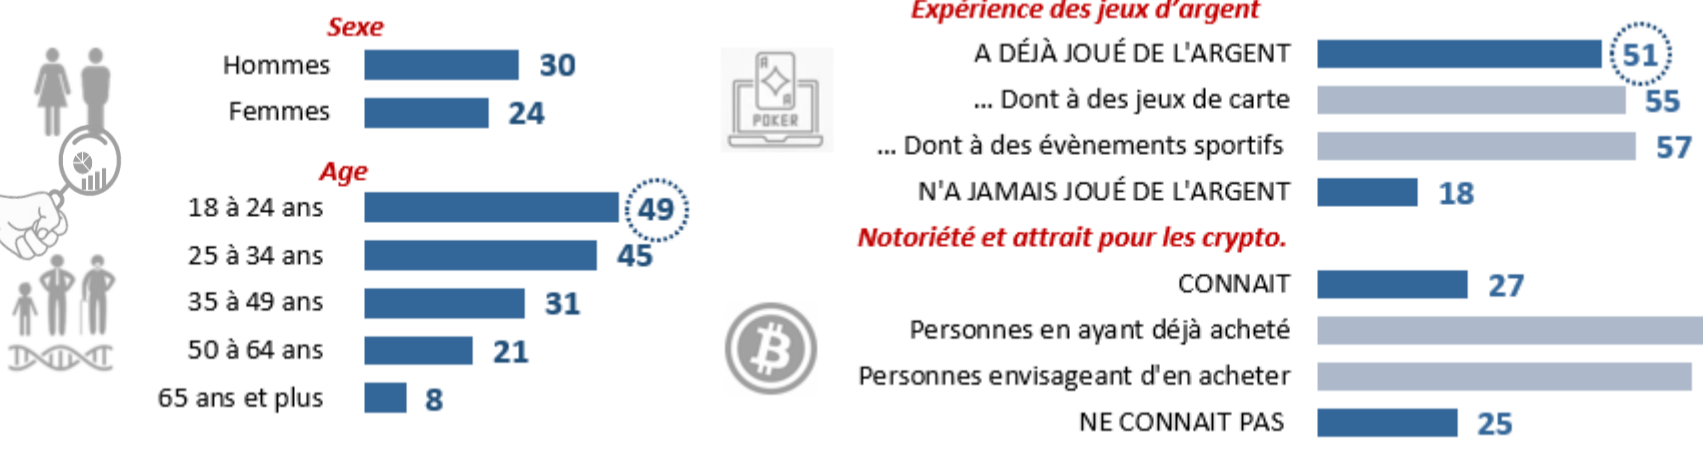 Sexe
Hommes 30
Femmes 24
Age
18 à 24 ans 49
25 à 34 ans 45
35 à 49 ans 31
50 à 64 ans 21
65 ans et plus 8
Expérience des jeux d'argent
POKER
A DÉJÀ JOUÉ DE L'ARGENT 51
... Dont à des jeux de carte 55
... Dont à des évènements sportifs 57
N'A JAMAIS JOUÉ DE L'ARGENT 18
Notoriété et attrait pour les crypto.
CONNAIT 27
Personnes en ayant déjà acheté
Personnes envisageant d'en acheter
NE CONNAIT PAS 25